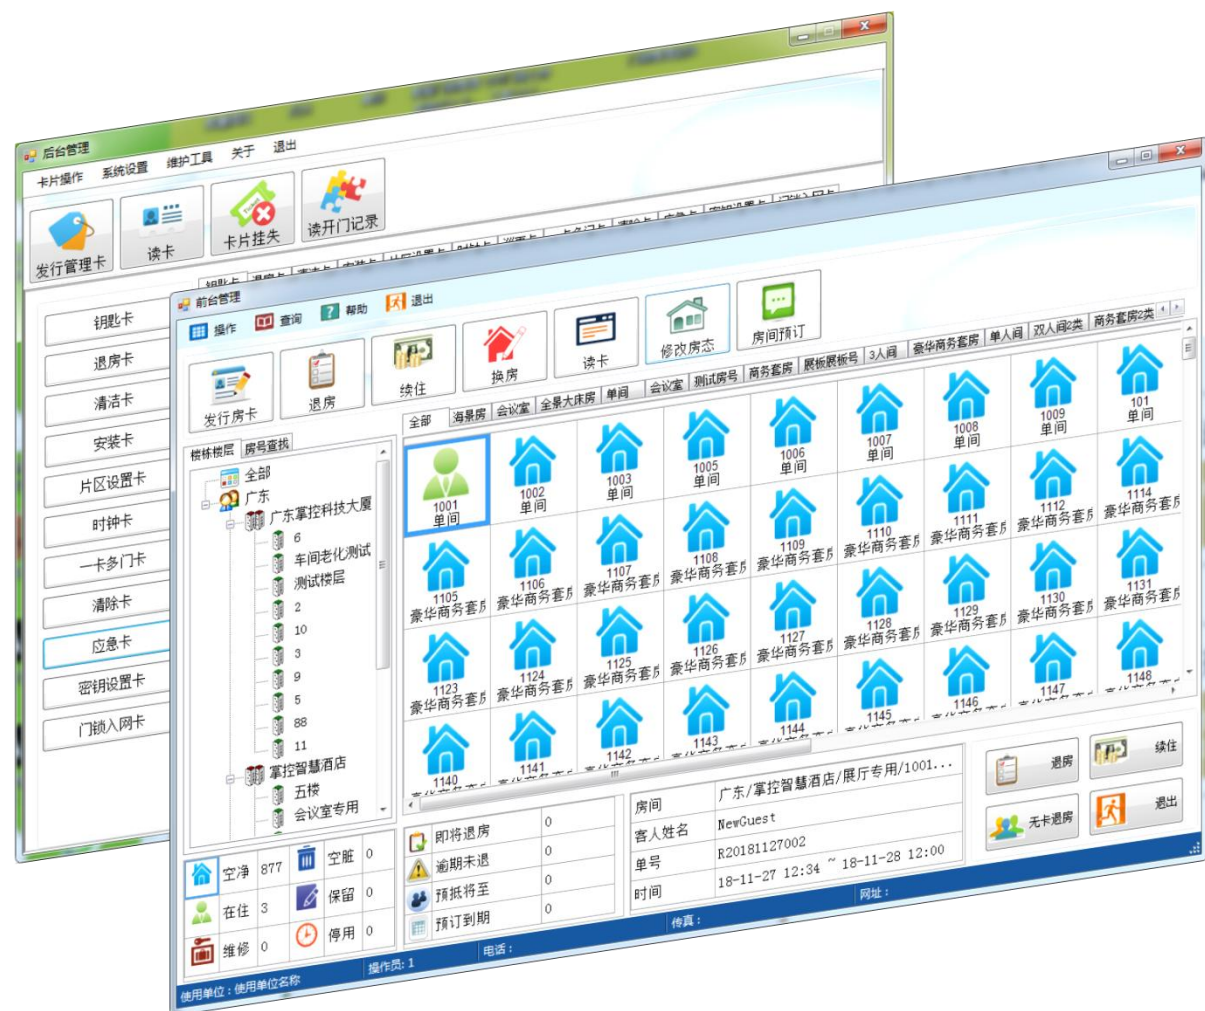 后台管理
卡片操作 系统设置 维护工具 关于 退出
发行管理卡 读卡 卡片挂失 读开门记录
钥匙卡
退房卡
清洁卡
安装卡
片区设置卡
时钟卡
一卡多门卡
清除卡
应急卡
密钥设置卡
门锁入网卡
前台管理
操作 查询 帮助 退出
发行房卡 退房 续住 换房 读卡 修改房态 房间预订
楼栋楼层 房号查找
全部
广东
广东掌控科技大厦
6
车间老化测试
测试楼层
2
10
3
9
5
88
11
掌控智慧酒店
五楼
会议室专用
全部 海景房 会议室 全景大床房 单间 会议室 测试房号 商务套房 展板展板号 3人间 豪华商务套房 单人间 双人间2类 商务套房2类
1001 1002 1003 1005 1006 1007 1008 1009 101
单间 单间 单间 单间 单间 单间 单间 单间 单间
1105 1106 1107 1108 1109 1110 1111 1112 1114
豪华商务套房 豪华商务套房 豪华商务套房 豪华商务套房 豪华商务套房 豪华商务套房 豪华商务套房 豪华商务套房 豪华商务套
1123 1124 1125 1126 1127 1128 1129 1130 1131
豪华商务套房 豪华商务套房 豪华商务套房 豪华商务套房 豪华商务套房 豪华商务套房 豪华商务套房 豪华商务套房 豪华商务套
1140 1141 1142 1143 1144 1145 1146 1147 1148
空净 877 空脏 0
在住 3 保留 0
维修 0 停用 0
即将退房 0
逾期未退 0
预抵将至 0
预订到期 0
房间 广东/掌控智慧酒店/展厅专用/1001...
客人姓名 NewGuest
单号 R20181127002
时间 18-11-27 12:34 ~ 18-11-28 12:00
退房 续住
无卡退房 退出
使用单位：使用单位名称 操作员：1 电话： 传真： 网址：